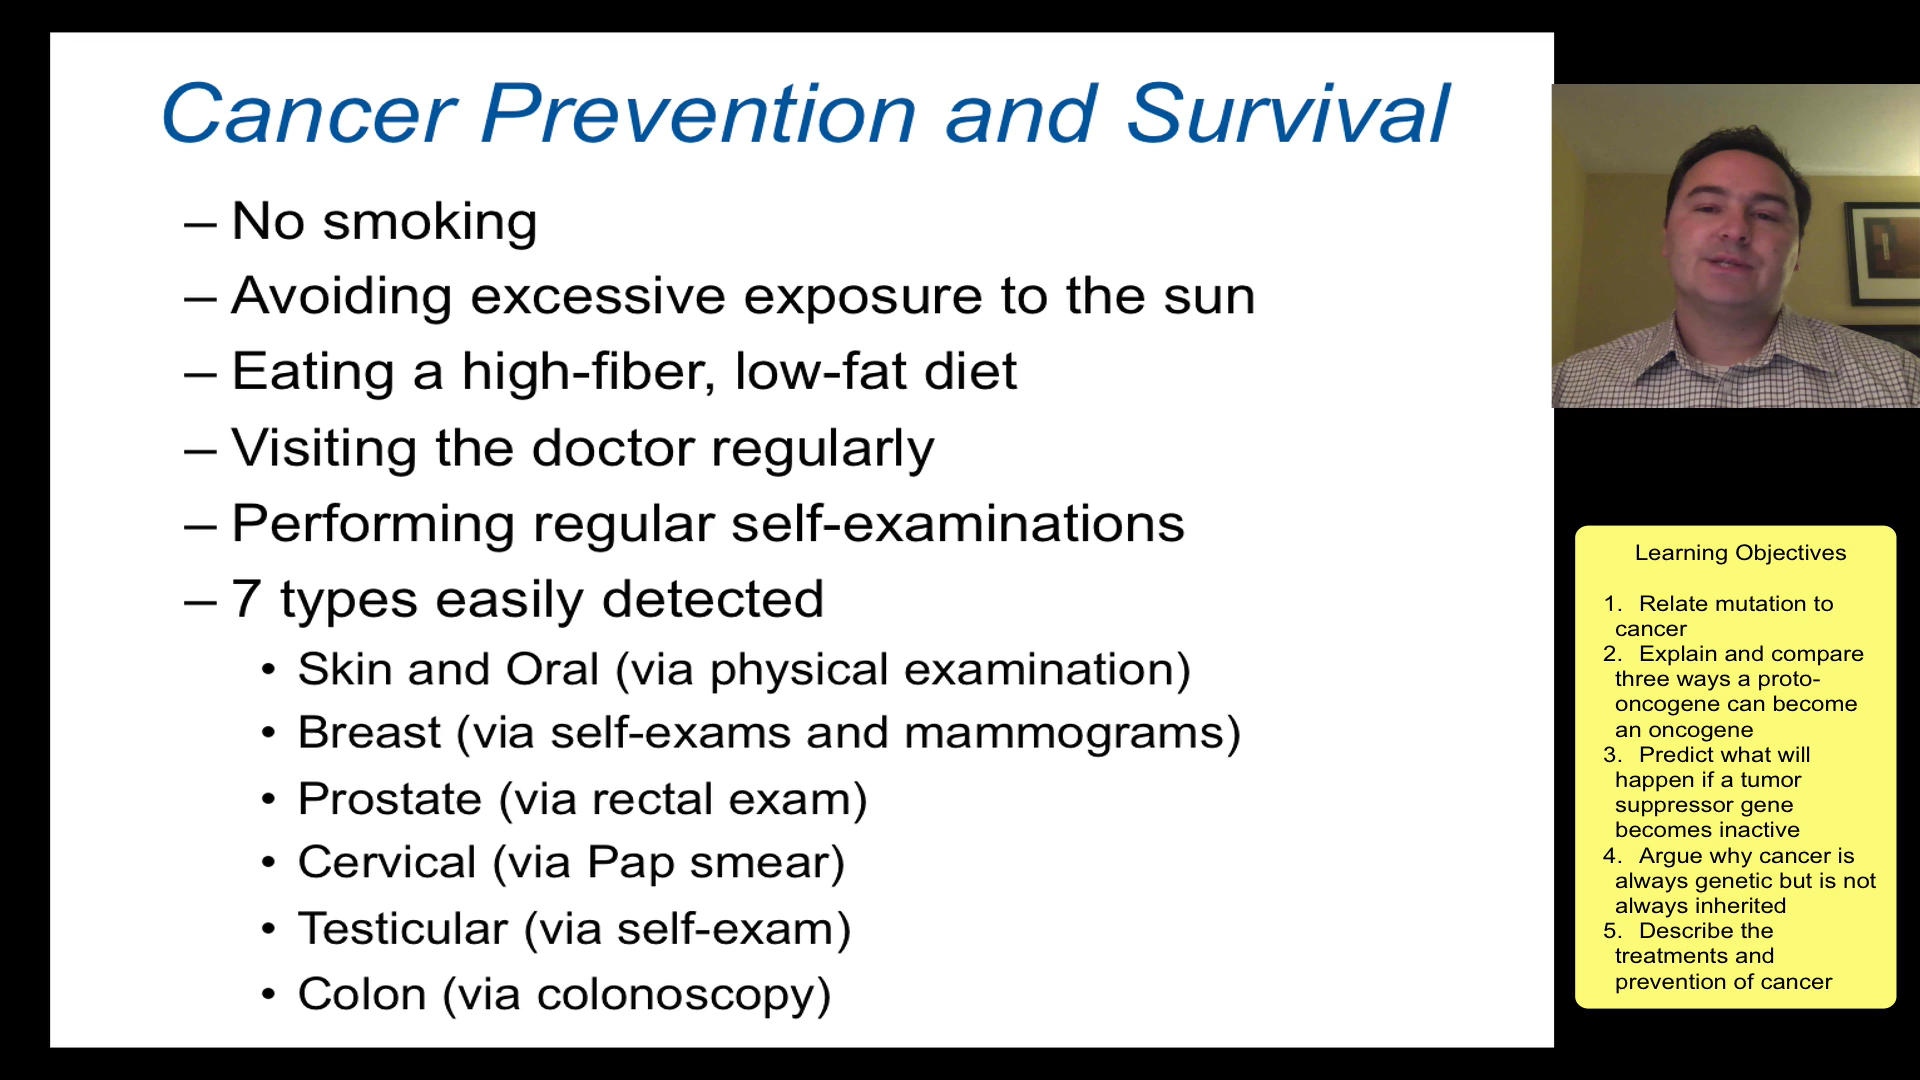 Cancer Prevention and Survival
– No smoking
– Avoiding excessive exposure to the sun
– Eating a high-fiber, low-fat diet
– Visiting the doctor regularly
– Performing regular self-examinations
– 7 types easily detected
• Skin and Oral (via physical examination)
• Breast (via self-exams and mammograms)
• Prostate (via rectal exam)
• Cervical (via Pap smear)
• Testicular (via self-exam)
• Colon (via colonoscopy)
Learning Objectives
1. Relate mutation to
cancer
2. Explain and compare
three ways a proto-
oncogene can become
an oncogene
3. Predict what will
happen if a tumor
suppressor gene
becomes inactive
4. Argue why cancer is
always genetic but is not
always inherited
5. Describe the
treatments and
prevention of cancer